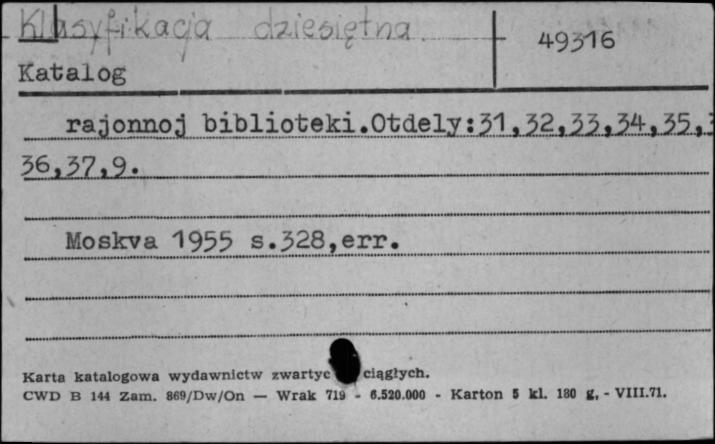 Klasyfikacja dziesiętna
49316
Katalog
rajonnoj biblioteki.Otdely:31,32,33,34,35,
36,37,9.
Moskva 1955 s.328,err.
Karta katalogowa wydawnictw zwartyc ciągłych.
CWD B 144 Zam. 869/Dw/On — Wrak 719 - 6.520.000 - Karton 5 kl. 180 g, - VIII.71.